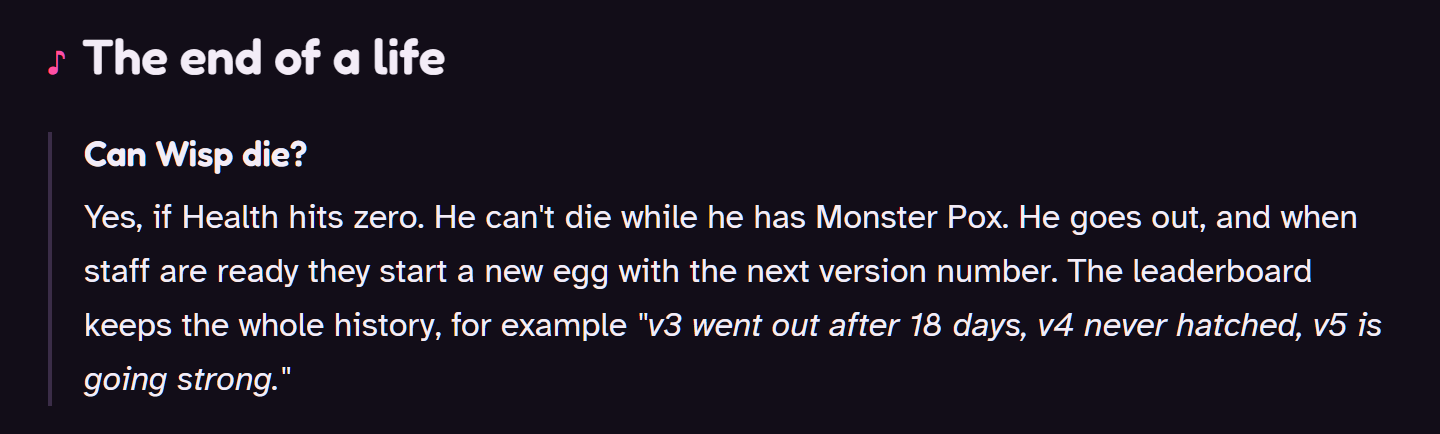 ♪ The end of a life
Can Wisp die?
Yes, if Health hits zero. He can't die while he has Monster Pox. He goes out, and when
staff are ready they start a new egg with the next version number. The leaderboard
keeps the whole history, for example "v3 went out after 18 days, v4 never hatched, v5 is
going strong."